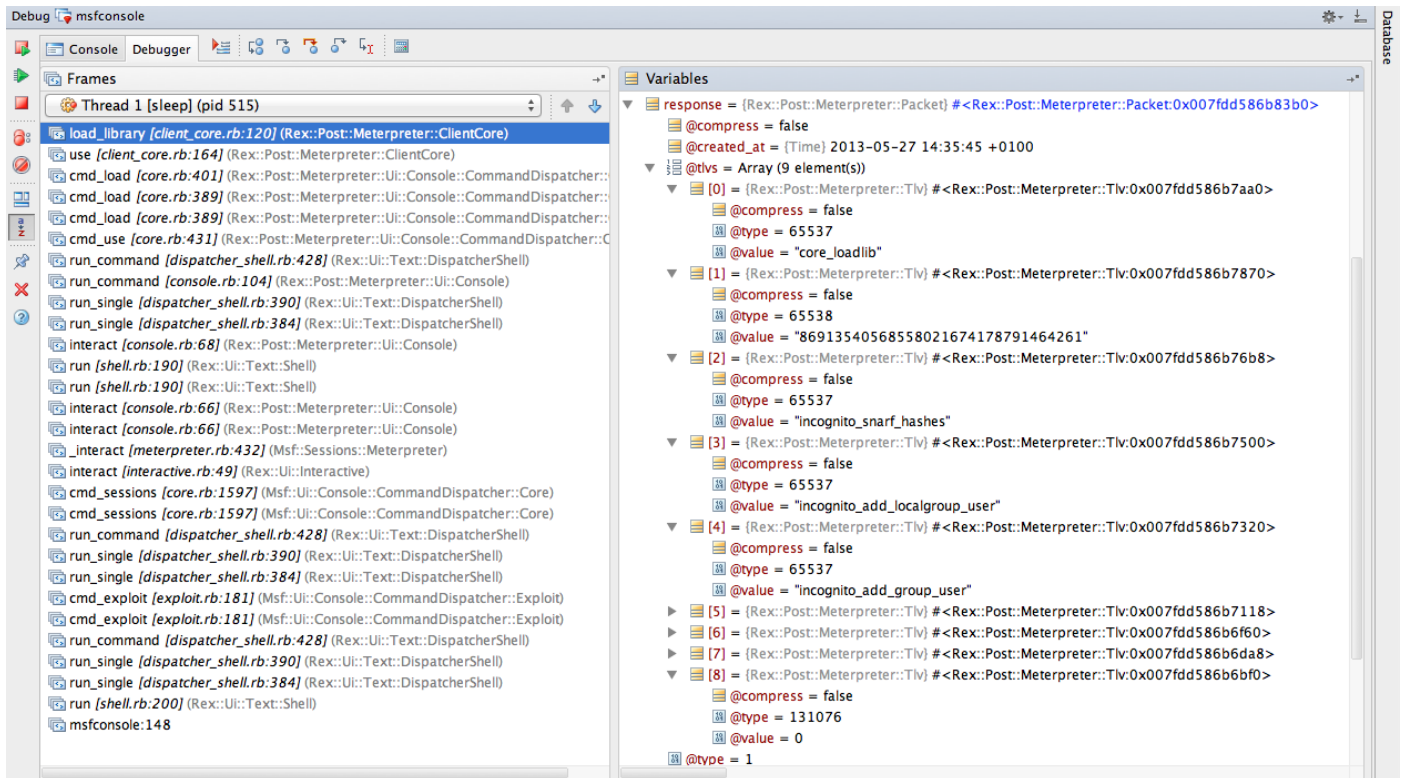 Debug msfconsole
Database
Console Debugger
Frames
Thread 1 [sleep] (pid 515)
load_library [client_core.rb:120] (Rex::Post::Meterpreter::ClientCore)
use [client_core.rb:164] (Rex::Post::Meterpreter::ClientCore)
cmd_load [core.rb:401] (Rex::Post::Meterpreter::Ui::Console::CommandDispatcher::
cmd_load [core.rb:389] (Rex::Post::Meterpreter::Ui::Console::CommandDispatcher::
cmd_load [core.rb:389] (Rex::Post::Meterpreter::Ui::Console::CommandDispatcher::
cmd_use [core.rb:431] (Rex::Post::Meterpreter::Ui::Console::CommandDispatcher::C
run_command [dispatcher_shell.rb:428] (Rex::Ui::Text::DispatcherShell)
run_command [console.rb:104] (Rex::Post::Meterpreter::Ui::Console)
run_single [dispatcher_shell.rb:390] (Rex::Ui::Text::DispatcherShell)
run_single [dispatcher_shell.rb:384] (Rex::Ui::Text::DispatcherShell)
interact [console.rb:68] (Rex::Post::Meterpreter::Ui::Console)
run [shell.rb:190] (Rex::Ui::Text::Shell)
run [shell.rb:190] (Rex::Ui::Text::Shell)
interact [console.rb:66] (Rex::Post::Meterpreter::Ui::Console)
interact [console.rb:66] (Rex::Post::Meterpreter::Ui::Console)
_interact [meterpreter.rb:432] (Msf::Sessions::Meterpreter)
interact [interactive.rb:49] (Rex::Ui::Interactive)
cmd_sessions [core.rb:1597] (Msf::Ui::Console::CommandDispatcher::Core)
cmd_sessions [core.rb:1597] (Msf::Ui::Console::CommandDispatcher::Core)
run_command [dispatcher_shell.rb:428] (Rex::Ui::Text::DispatcherShell)
run_single [dispatcher_shell.rb:390] (Rex::Ui::Text::DispatcherShell)
run_single [dispatcher_shell.rb:384] (Rex::Ui::Text::DispatcherShell)
cmd_exploit [exploit.rb:181] (Msf::Ui::Console::CommandDispatcher::Exploit)
cmd_exploit [exploit.rb:181] (Msf::Ui::Console::CommandDispatcher::Exploit)
run_command [dispatcher_shell.rb:428] (Rex::Ui::Text::DispatcherShell)
run_single [dispatcher_shell.rb:390] (Rex::Ui::Text::DispatcherShell)
run_single [dispatcher_shell.rb:384] (Rex::Ui::Text::DispatcherShell)
run [shell.rb:200] (Rex::Ui::Text::Shell)
msfconsole:148
Variables
response = {Rex::Post::Meterpreter::Packet} #<Rex::Post::Meterpreter::Packet:0x007fdd586b83b0>
@compress = false
@created_at = {Time} 2013-05-27 14:35:45 +0100
@tlvs = Array (9 element(s))
[0] = {Rex::Post::Meterpreter::Tlv} #<Rex::Post::Meterpreter::Tlv:0x007fdd586b7aa0>
@compress = false
@type = 65537
@value = "core_loadlib"
[1] = {Rex::Post::Meterpreter::Tlv} #<Rex::Post::Meterpreter::Tlv:0x007fdd586b7870>
@compress = false
@type = 65538
@value = "86913540568558021674178791464261"
[2] = {Rex::Post::Meterpreter::Tlv} #<Rex::Post::Meterpreter::Tlv:0x007fdd586b76b8>
@compress = false
@type = 65537
@value = "incognito_snarf_hashes"
[3] = {Rex::Post::Meterpreter::Tlv} #<Rex::Post::Meterpreter::Tlv:0x007fdd586b7500>
@compress = false
@type = 65537
@value = "incognito_add_localgroup_user"
[4] = {Rex::Post::Meterpreter::Tlv} #<Rex::Post::Meterpreter::Tlv:0x007fdd586b7320>
@compress = false
@type = 65537
@value = "incognito_add_group_user"
[5] = {Rex::Post::Meterpreter::Tlv} #<Rex::Post::Meterpreter::Tlv:0x007fdd586b7118>
[6] = {Rex::Post::Meterpreter::Tlv} #<Rex::Post::Meterpreter::Tlv:0x007fdd586b6f60>
[7] = {Rex::Post::Meterpreter::Tlv} #<Rex::Post::Meterpreter::Tlv:0x007fdd586b6da8>
[8] = {Rex::Post::Meterpreter::Tlv} #<Rex::Post::Meterpreter::Tlv:0x007fdd586b6bf0>
@compress = false
@type = 131076
@value = 0
@type = 1